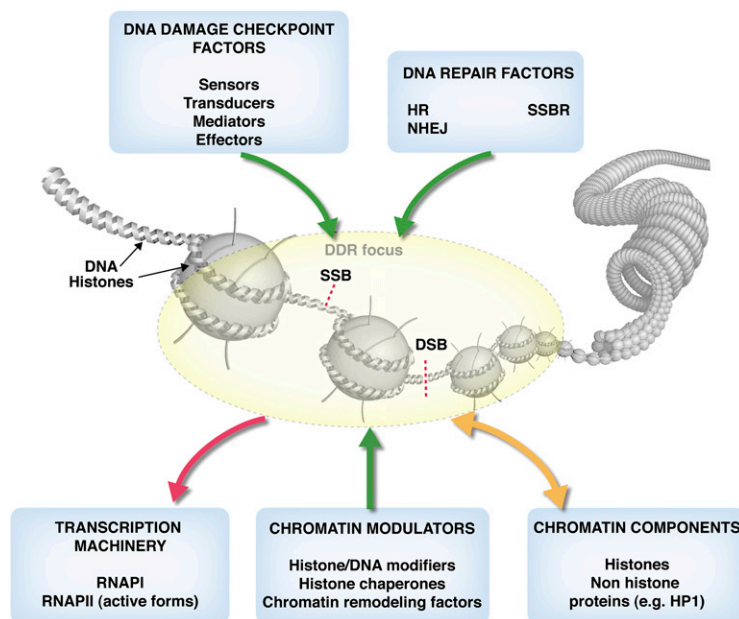 DNA DAMAGE CHECKPOINT
FACTORS
Sensors
Transducers
Mediators
Effectors
DNA REPAIR FACTORS
HR SSBR
NHEJ
DDR focus
DNA
Histones
SSB
DSB
TRANSCRIPTION
MACHINERY
RNAPI
RNAPII (active forms)
CHROMATIN MODULATORS
Histone/DNA modifiers
Histone chaperones
Chromatin remodeling factors
CHROMATIN COMPONENTS
Histones
Non histone
proteins (e.g. HP1)